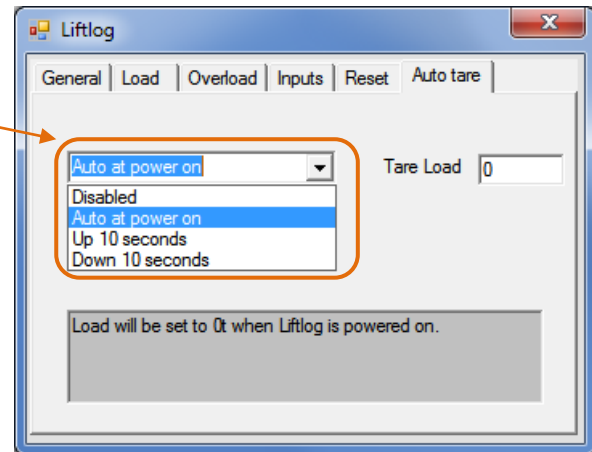 Liftlog
General Load Overload Inputs Reset Auto tare
Auto at power on Tare Load 0
Disabled
Auto at power on
Up 10 seconds
Down 10 seconds
Load will be set to 0t when Liftlog is powered on.